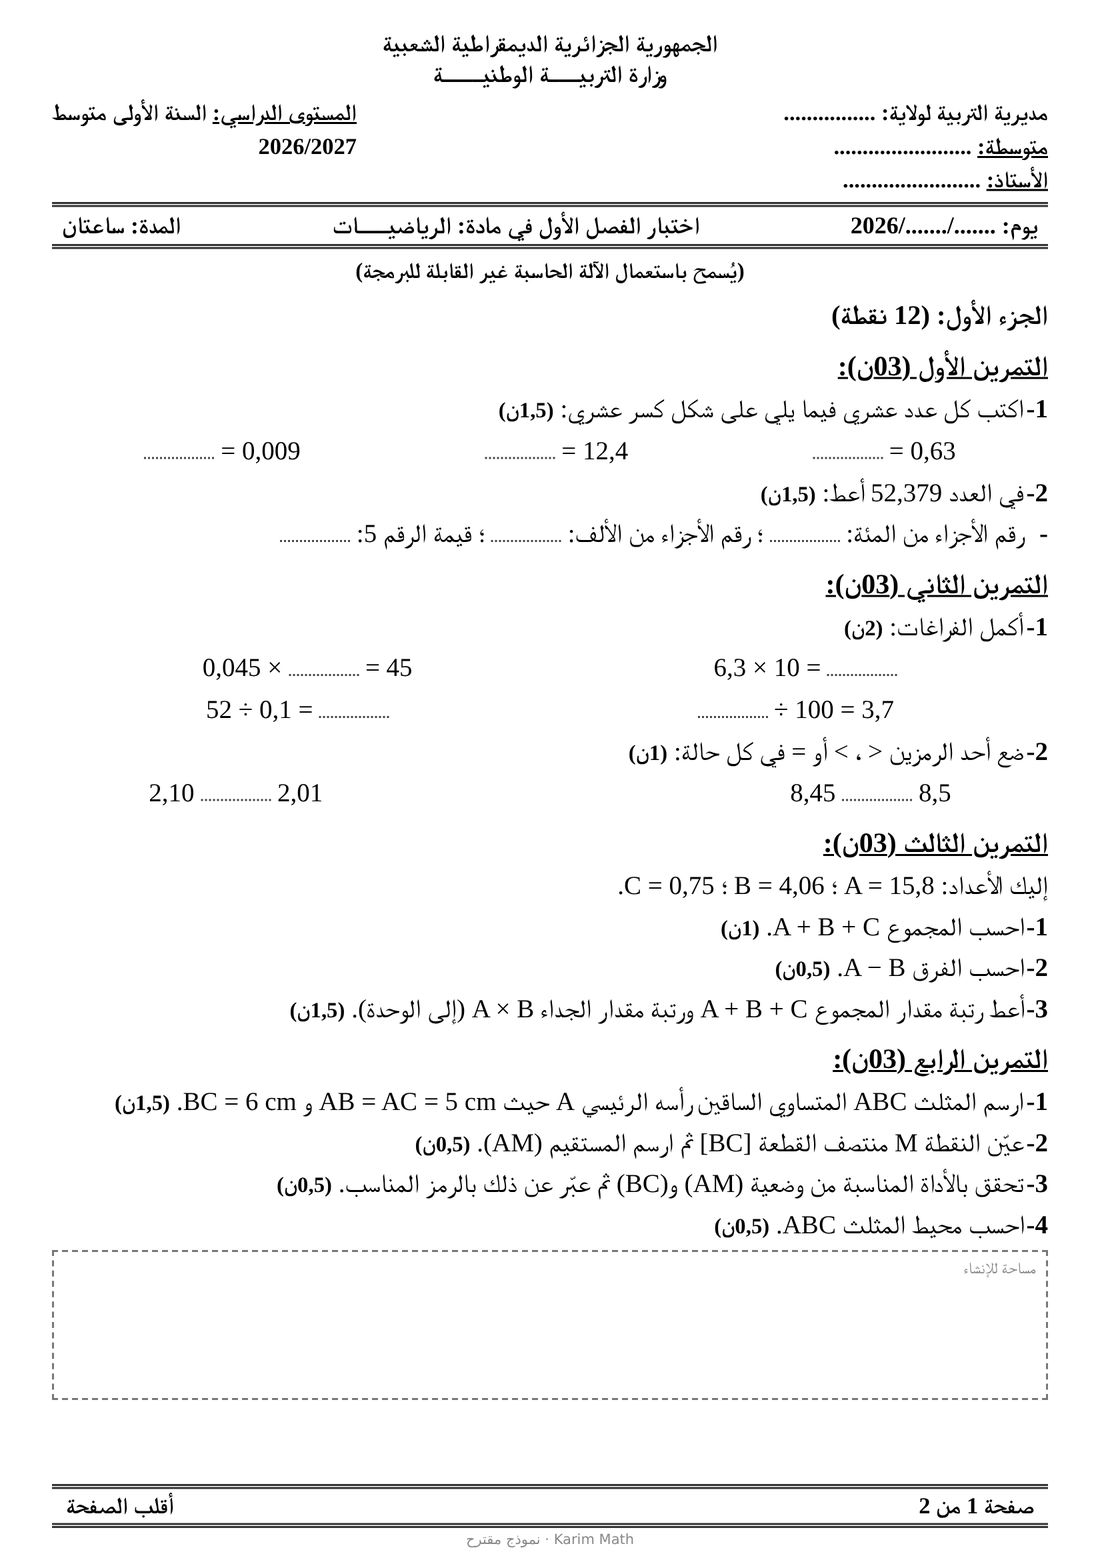 الجمهورية الجزائرية الديمقراطية الشعبية
وزارة التربيـــــة الوطنيـــــــة
مديرية التربية لولاية: ................
المستوى الدراسي: السنة الأولى متوسط
متوسطة: ........................
2026/2027
الأستاذ: ........................
يوم: ......./......./2026 اختبار الفصل الأول في مادة: الرياضيـــــات المدة: ساعتان
(يُسمح باستعمال الآلة الحاسبة غير القابلة للبرمجة)
الجزء الأول: (12 نقطة)
التمرين الأول (03ن):
1-اكتب كل عدد عشري فيما يلي على شكل كسر عشري: (1,5ن)
0,63 = .................. 12,4 = .................. 0,009 = ..................
2-في العدد 52,379 أعط: (1,5ن)
- رقم الأجزاء من المئة: .................. ؛ رقم الأجزاء من الألف: .................. ؛ قيمة الرقم 5: ..................
التمرين الثاني (03ن):
1-أكمل الفراغات: (2ن)
6,3 × 10 = .................. 0,045 × .................. = 45
.................. ÷ 100 = 3,7 52 ÷ 0,1 = ..................
2-ضع أحد الرمزين < ، > أو = في كل حالة: (1ن)
8,45 .................. 8,5 2,10 .................. 2,01
التمرين الثالث (03ن):
إليك الأعداد: A = 15,8 ؛ B = 4,06 ؛ C = 0,75.
1-احسب المجموع A + B + C. (1ن)
2-احسب الفرق A − B. (0,5ن)
3-أعط رتبة مقدار المجموع A + B + C ورتبة مقدار الجداء A × B (إلى الوحدة). (1,5ن)
التمرين الرابع (03ن):
1-ارسم المثلث ABC المتساوي الساقين رأسه الرئيسي A حيث AB = AC = 5 cm و BC = 6 cm. (1,5ن)
2-عيّن النقطة M منتصف القطعة [BC] ثم ارسم المستقيم (AM). (0,5ن)
3-تحقق بالأداة المناسبة من وضعية (AM) و(BC) ثم عبّر عن ذلك بالرمز المناسب. (0,5ن)
4-احسب محيط المثلث ABC. (0,5ن)
مساحة للإنشاء
صفحة 1 من 2 أقلب الصفحة
نموذج مقترح · Karim Math